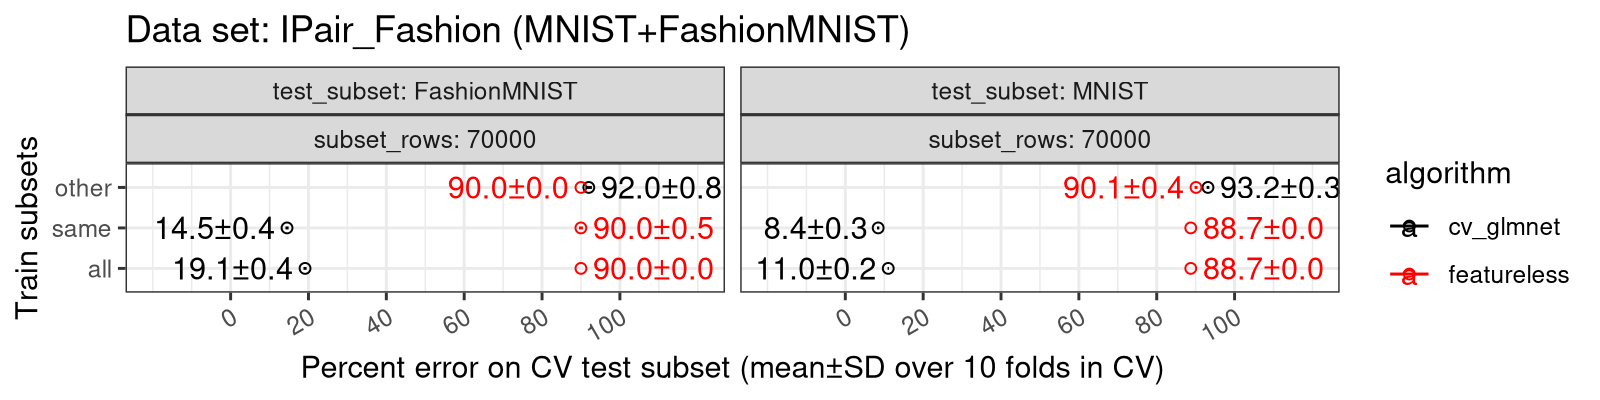 Data set: IPair_Fashion (MNIST+FashionMNIST)
test_subset: FashionMNIST
subset_rows: 70000
test_subset: MNIST
subset_rows: 70000
Train subsets
other
same
all
90.0±0.0 92.0±0.8
14.5±0.4 90.0±0.5
19.1±0.4 90.0±0.0
90.1±0.4 93.2±0.3
8.4±0.3 88.7±0.0
11.0±0.2 88.7±0.0
0 20 40 60 80 100
0 20 40 60 80 100
Percent error on CV test subset (mean±SD over 10 folds in CV)
algorithm
a cv_glmnet
a featureless